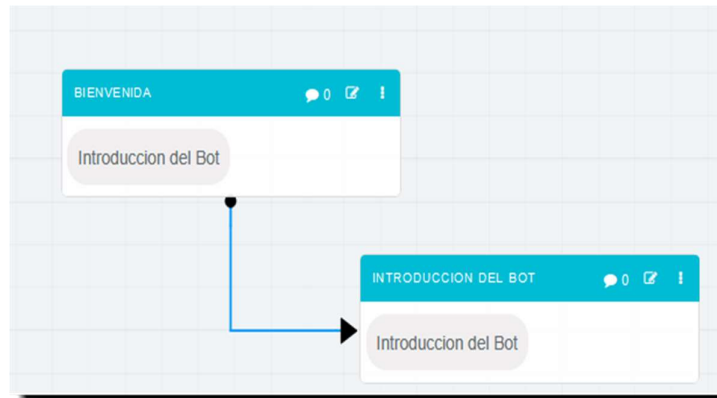 BIENVENIDA 0
Introduccion del Bot
INTRODUCCION DEL BOT 0
Introduccion del Bot